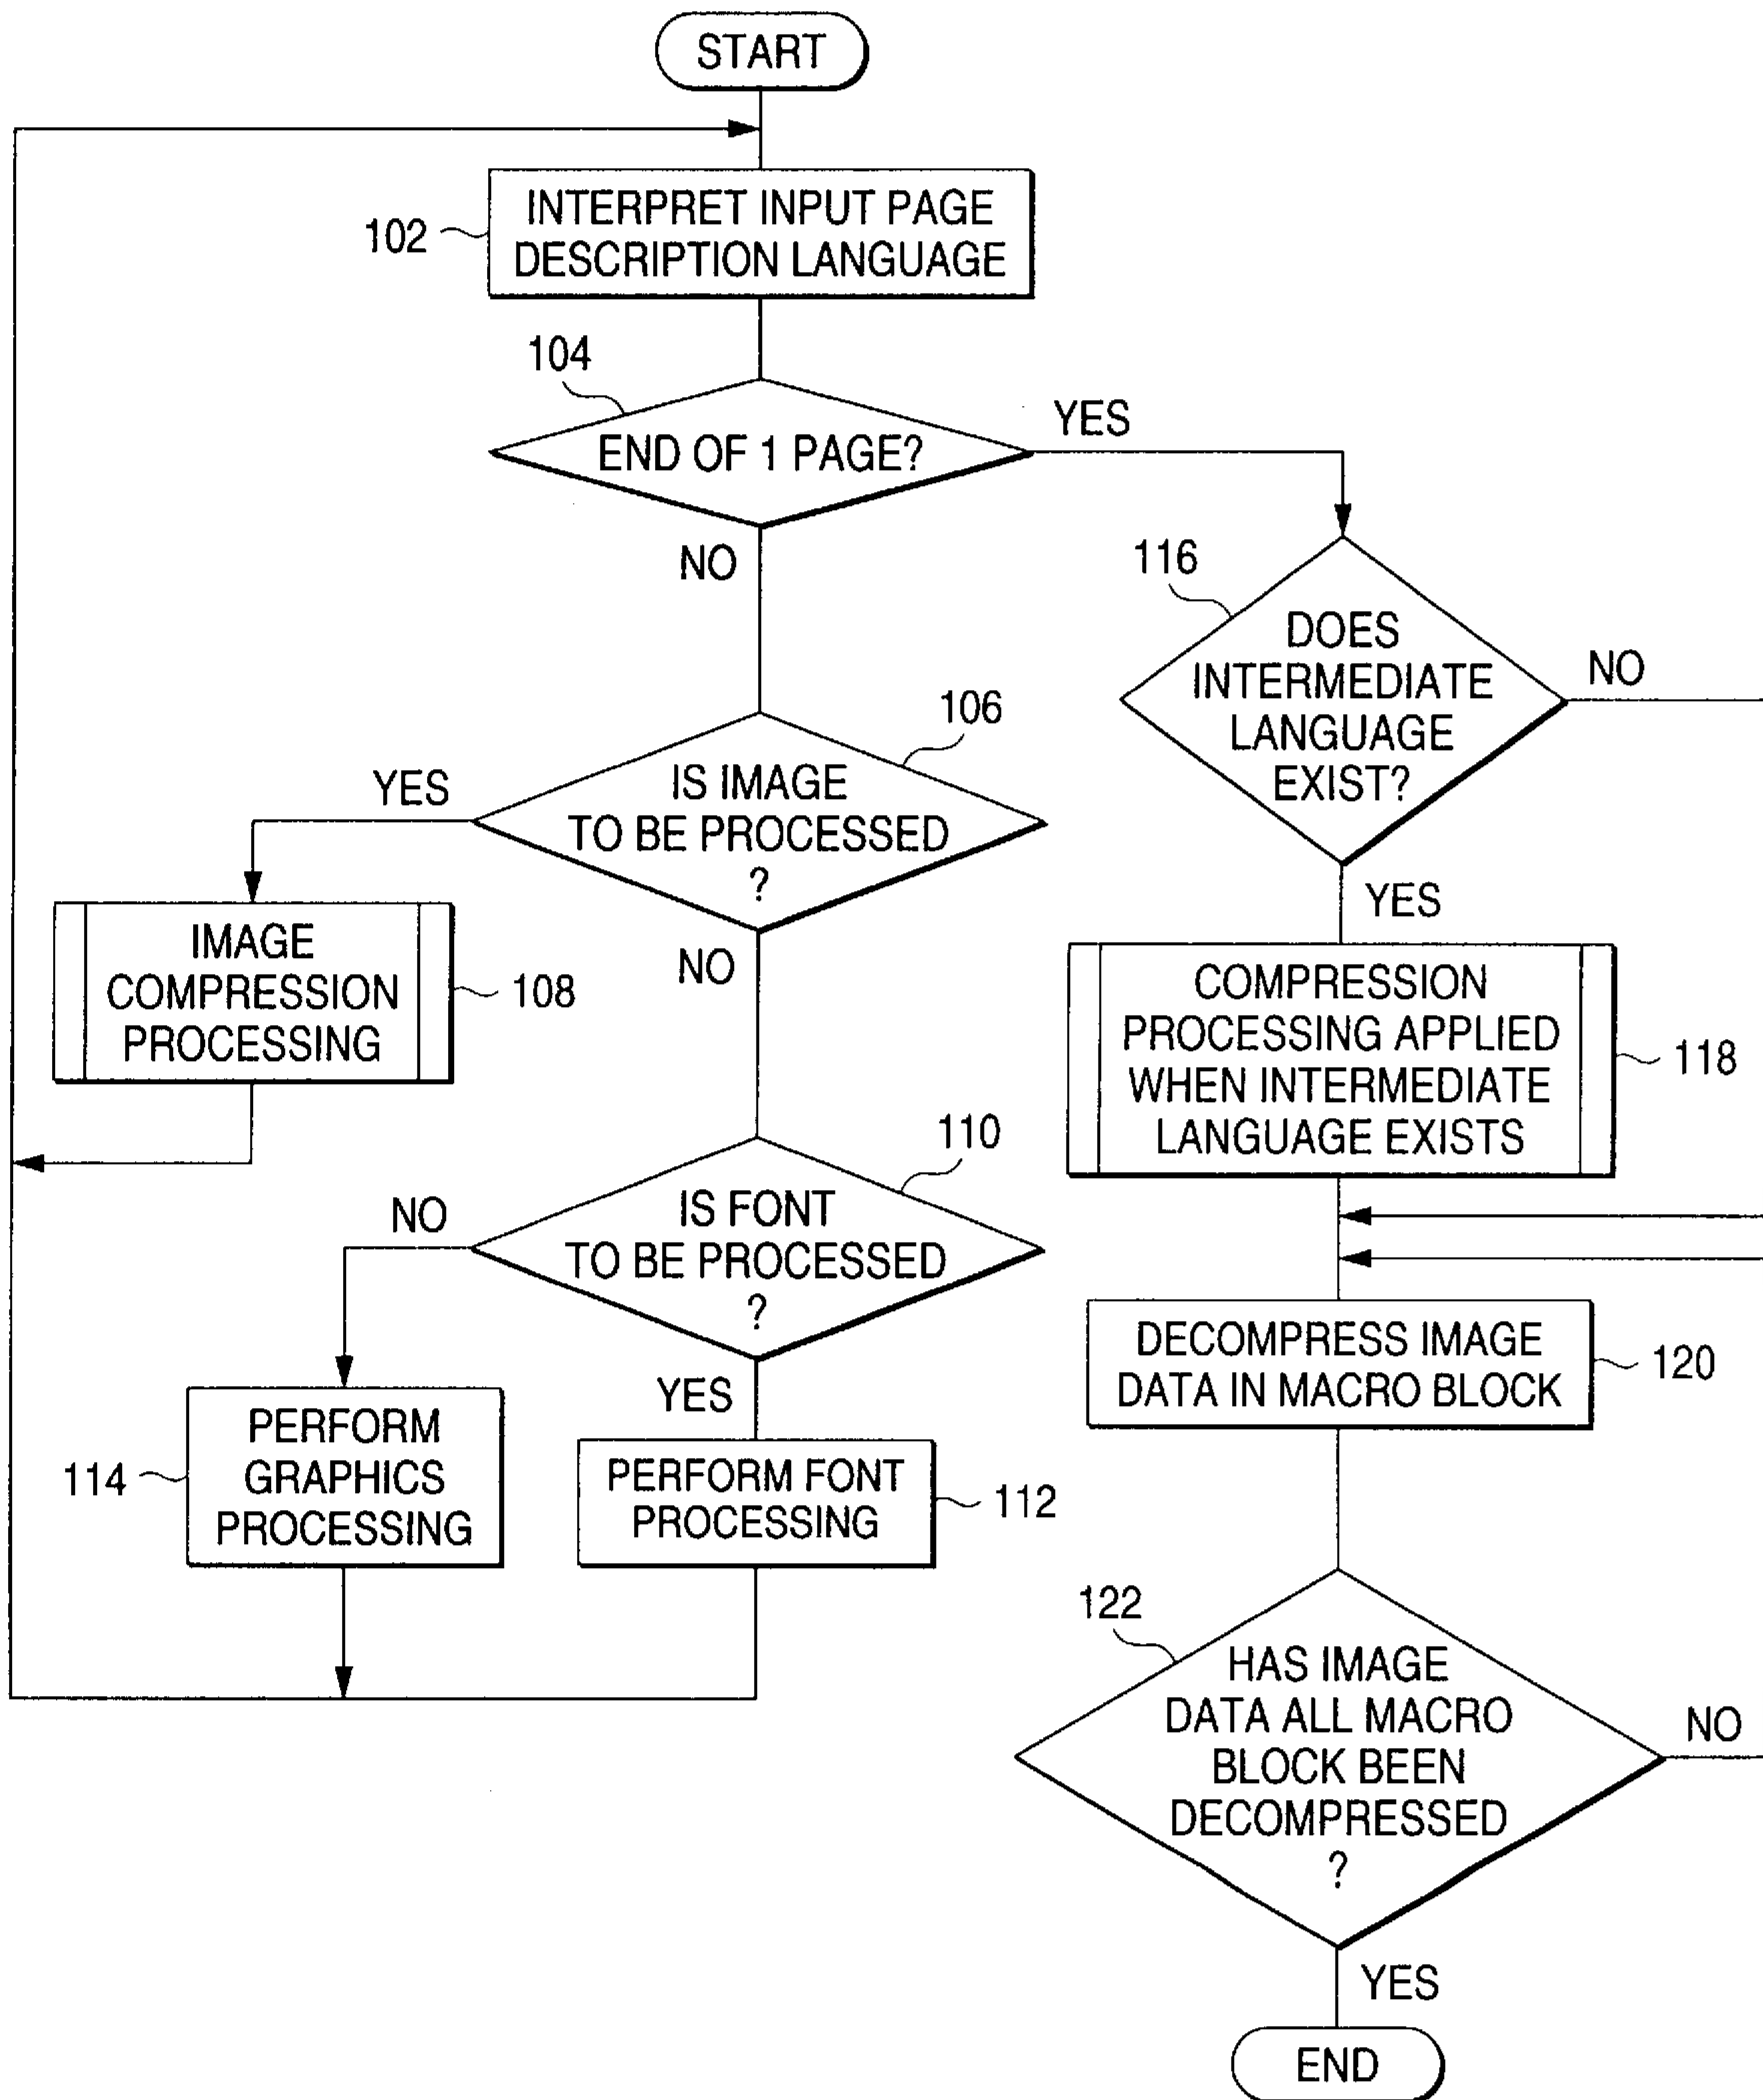 START
INTERPRET INPUT PAGE
DESCRIPTION LANGUAGE
102
104
END OF 1 PAGE?
YES
NO
116
DOES
INTERMEDIATE
LANGUAGE
EXIST?
NO
YES
106
IS IMAGE
TO BE PROCESSED
?
YES
NO
IMAGE
COMPRESSION
PROCESSING
108
COMPRESSION
PROCESSING APPLIED
WHEN INTERMEDIATE
LANGUAGE EXISTS
118
110
IS FONT
TO BE PROCESSED
?
NO
YES
DECOMPRESS IMAGE
DATA IN MACRO BLOCK
120
PERFORM
GRAPHICS
PROCESSING
114
PERFORM FONT
PROCESSING
112
122
HAS IMAGE
DATA ALL MACRO
BLOCK BEEN
DECOMPRESSED
?
NO
YES
END